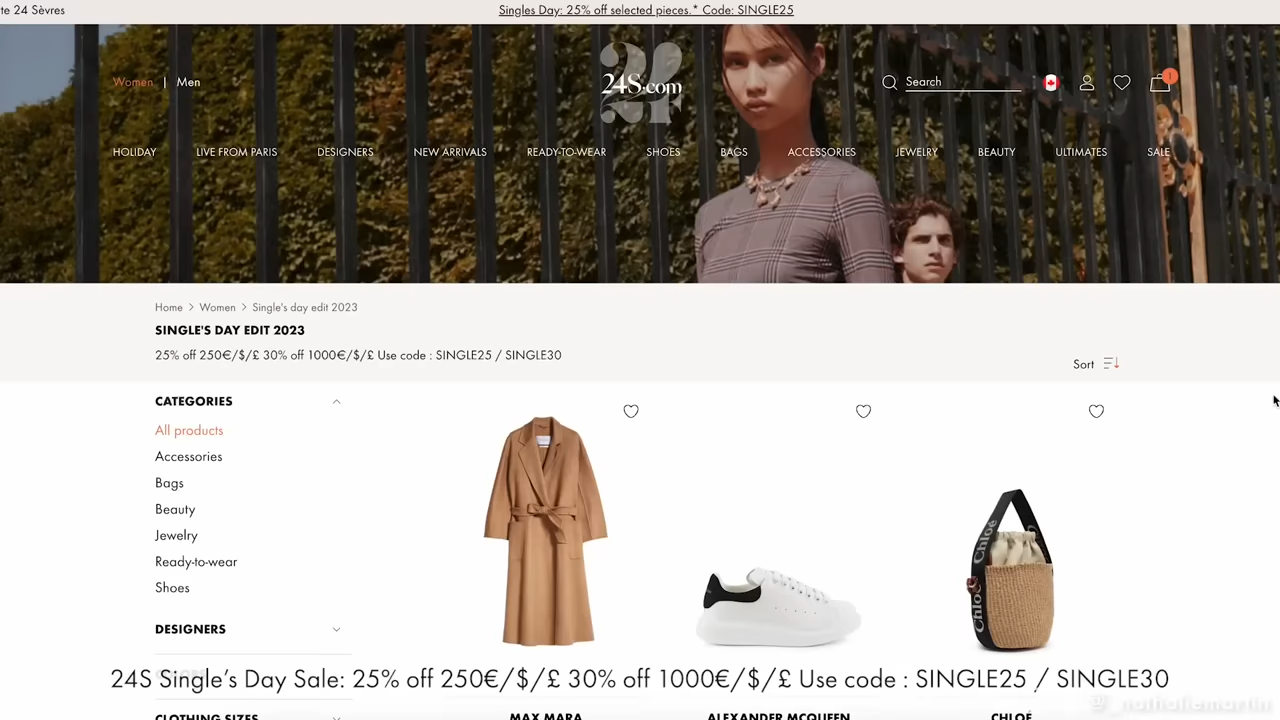 te 24 Sèvres
Singles Day: 25% off selected pieces.* Code: SINGLE25
Women | Men
24S.com
Search
1
HOLIDAY LIVE FROM PARIS DESIGNERS NEW ARRIVALS READY-TO-WEAR SHOES BAGS ACCESSORIES JEWELRY BEAUTY ULTIMATES SALE
Home > Women > Single's day edit 2023
SINGLE'S DAY EDIT 2023
25% off 250€/$/£ 30% off 1000€/$/£ Use code : SINGLE25 / SINGLE30
Sort
CATEGORIES
All products
Accessories
Bags
Beauty
Jewelry
Ready-to-wear
Shoes
DESIGNERS
Chloé
Chloé
24S Single's Day Sale: 25% off 250€/$/£ 30% off 1000€/$/£ Use code : SINGLE25 / SINGLE30
@_nathaliemartin
CLOTHING SIZES
MAX MARA
ALEXANDER MCQUEEN
CHLOÉ